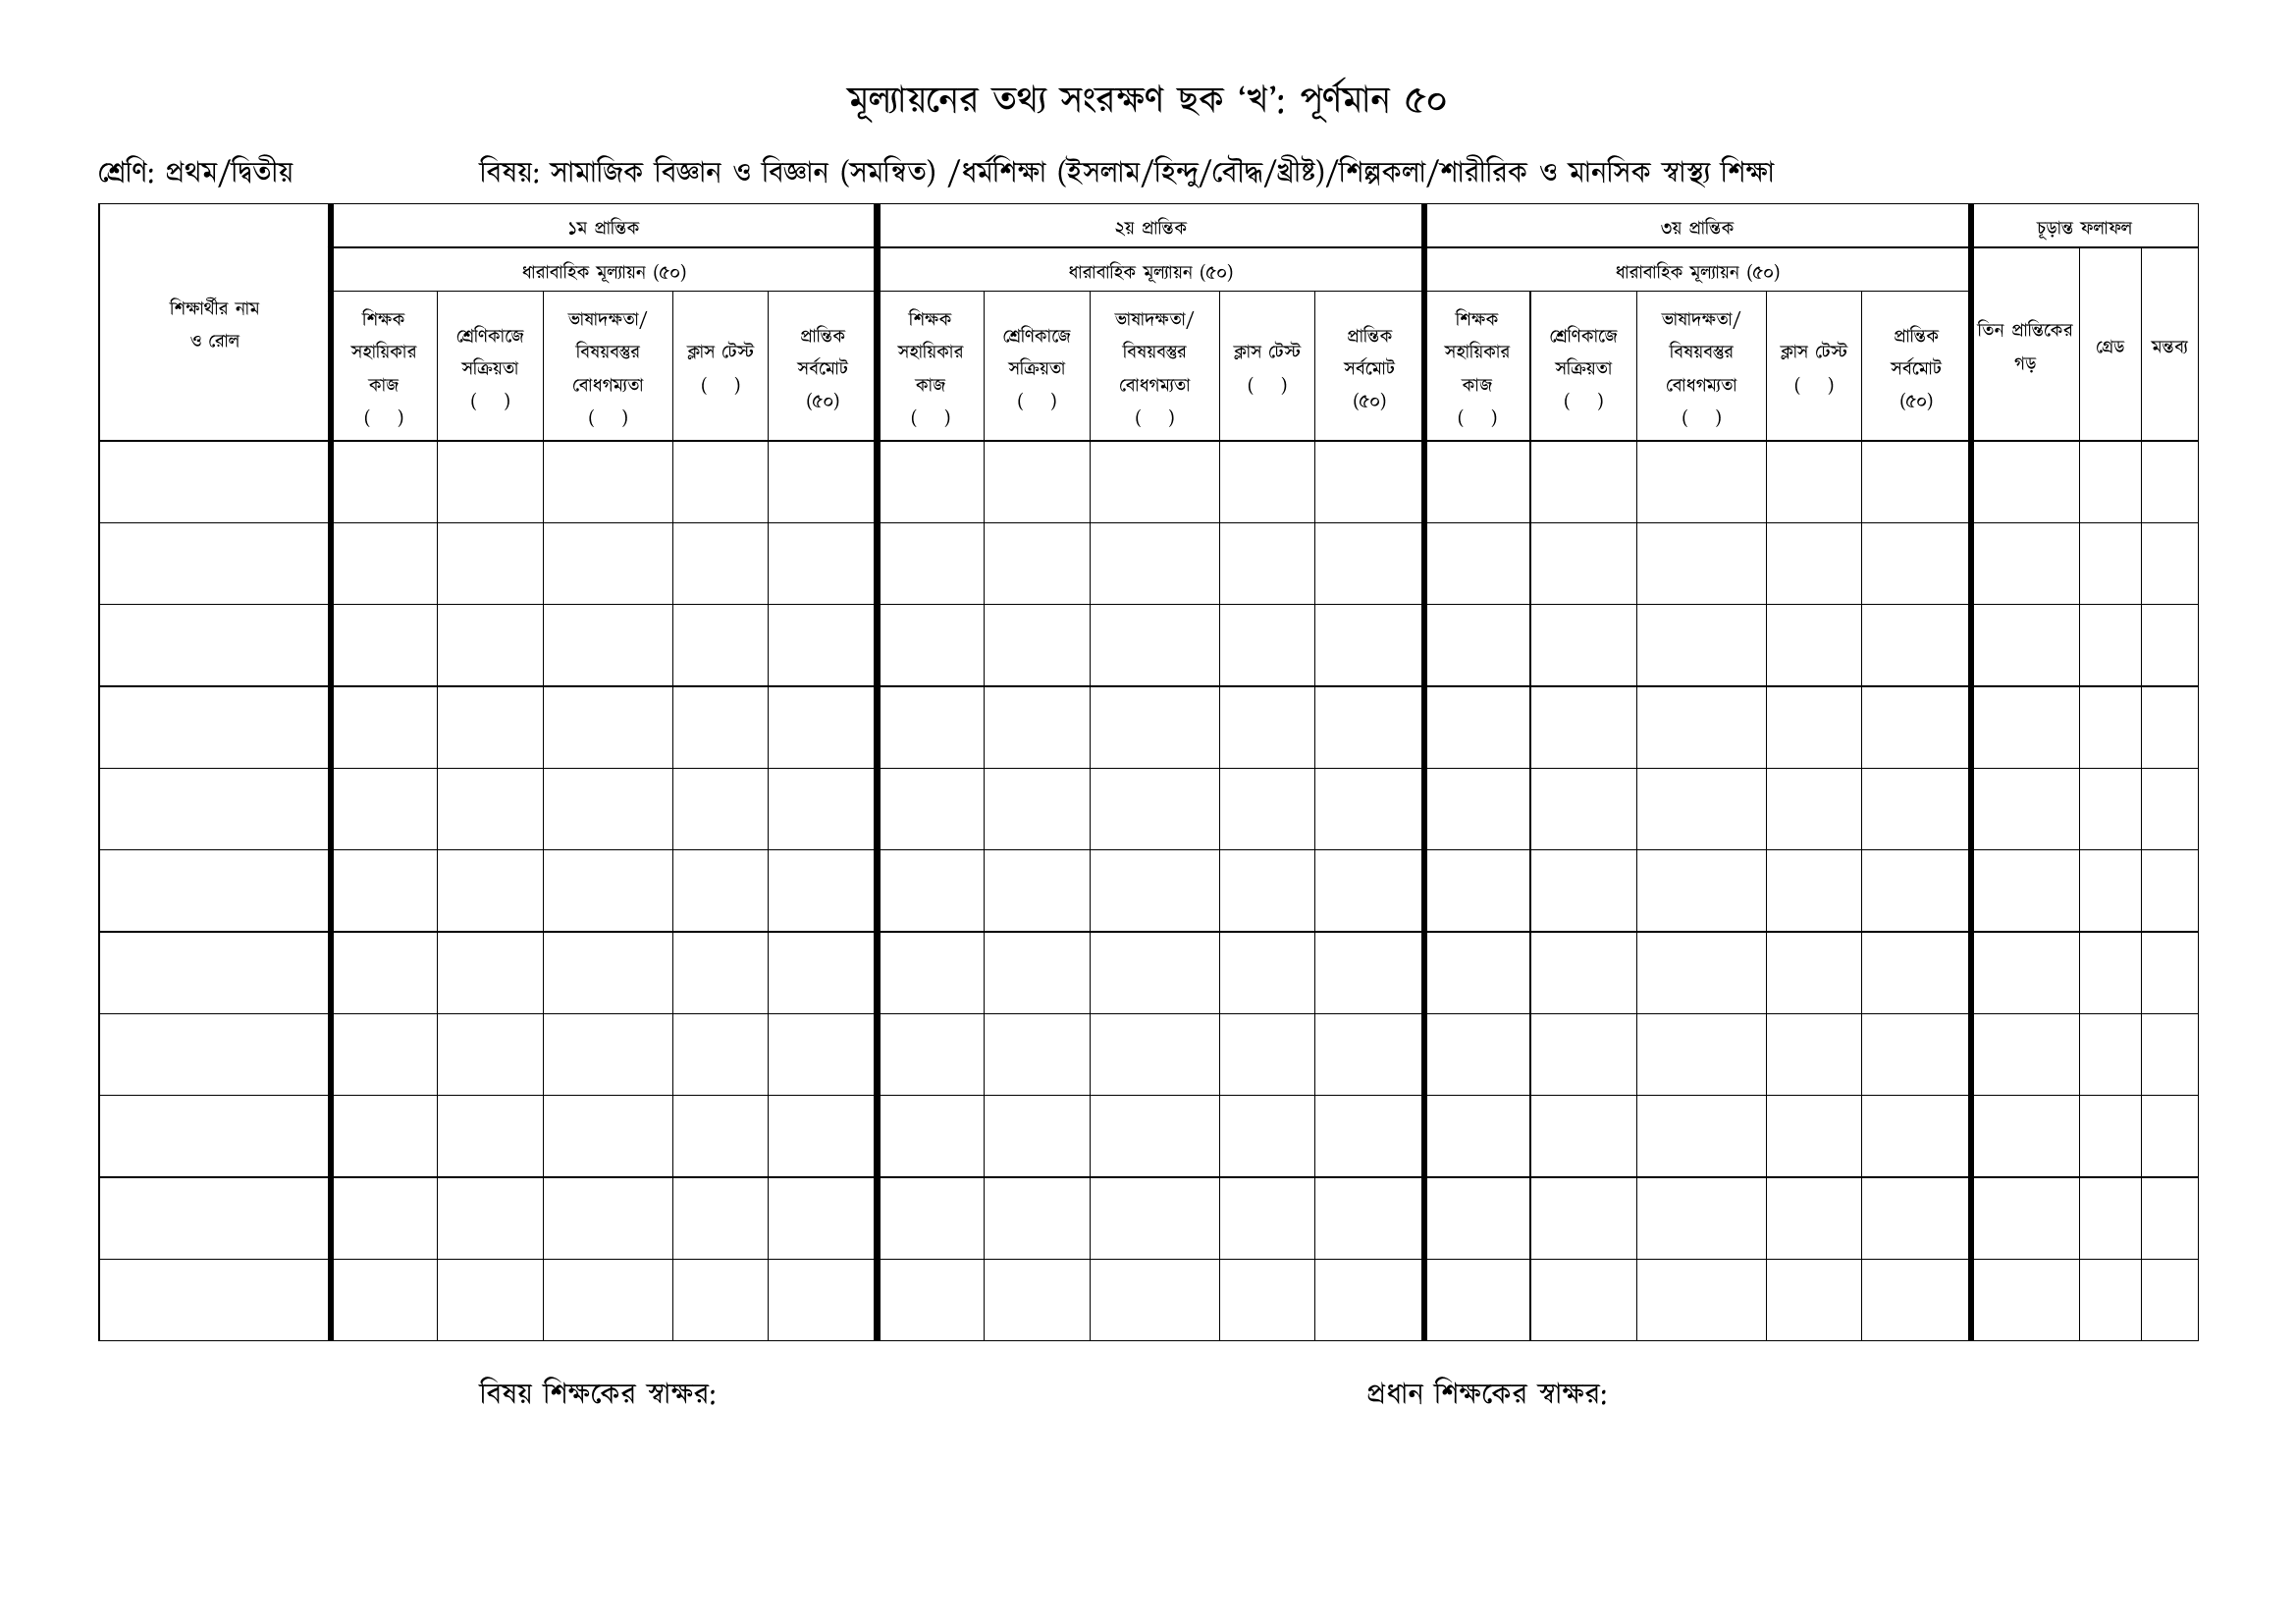 মূল্যায়নের তথ্য সংরক্ষণ ছক ‘খ’: পূর্ণমান ৫০
শ্রেণি: প্রথম/দ্বিতীয় বিষয়: সামাজিক বিজ্ঞান ও বিজ্ঞান (সমন্বিত) /ধর্মশিক্ষা (ইসলাম/হিন্দু/বৌদ্ধ/খ্রীষ্ট)/শিল্পকলা/শারীরিক ও মানসিক স্বাস্থ্য শিক্ষা
শিক্ষার্থীর নাম
ও রোল
১ম প্রান্তিক
ধারাবাহিক মূল্যায়ন (৫০)
শিক্ষক
সহায়িকার
কাজ
( )
শ্রেণিকাজে
সক্রিয়তা
( )
ভাষাদক্ষতা/
বিষয়বস্তুর
বোধগম্যতা
( )
ক্লাস টেস্ট
( )
প্রান্তিক
সর্বমোট
(৫০)
২য় প্রান্তিক
ধারাবাহিক মূল্যায়ন (৫০)
শিক্ষক
সহায়িকার
কাজ
( )
শ্রেণিকাজে
সক্রিয়তা
( )
ভাষাদক্ষতা/
বিষয়বস্তুর
বোধগম্যতা
( )
ক্লাস টেস্ট
( )
প্রান্তিক
সর্বমোট
(৫০)
৩য় প্রান্তিক
ধারাবাহিক মূল্যায়ন (৫০)
শিক্ষক
সহায়িকার
কাজ
( )
শ্রেণিকাজে
সক্রিয়তা
( )
ভাষাদক্ষতা/
বিষয়বস্তুর
বোধগম্যতা
( )
ক্লাস টেস্ট
( )
প্রান্তিক
সর্বমোট
(৫০)
চূড়ান্ত ফলাফল
তিন প্রান্তিকের
গড়
গ্রেড
মন্তব্য
বিষয় শিক্ষকের স্বাক্ষর: প্রধান শিক্ষকের স্বাক্ষর: